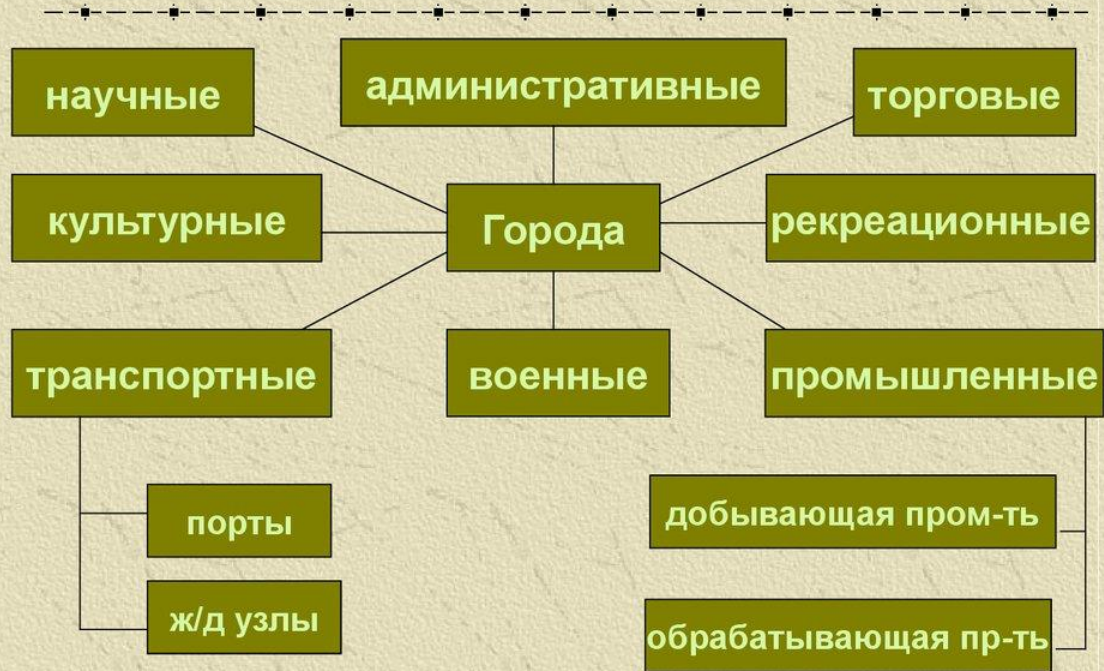 научные
административные
торговые
культурные
Города
рекреационные
транспортные
военные
промышленные
порты
добывающая пром-ть
ж/д узлы
обрабатывающая пр-ть